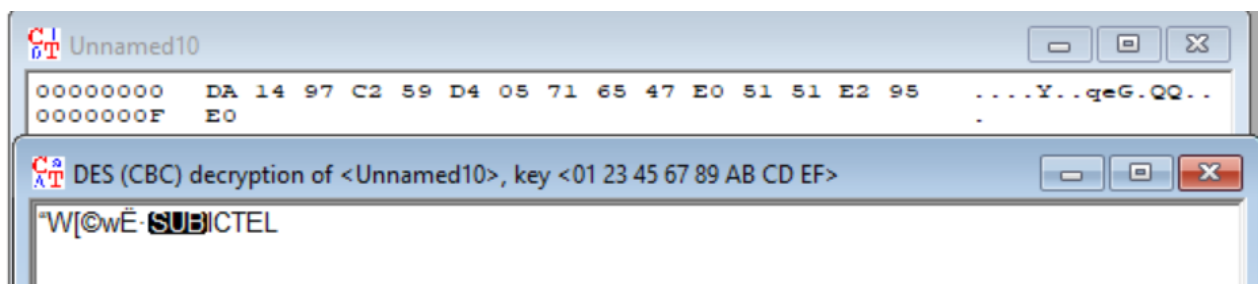 Unnamed10
00000000 DA 14 97 C2 59 D4 05 71 65 47 E0 51 51 E2 95 ....Y..qeG.QQ..
0000000F E0 .
DES (CBC) decryption of <Unnamed10>, key <01 23 45 67 89 AB CD EF>
“W[©wË·SUBICTEL